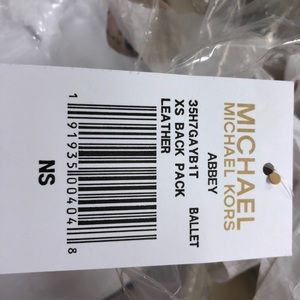 MICHAEL
MICHAEL KORS
ABBEY
35H7GAYB1T BALLET
XS BACK PACK
LEATHER
1 91935 00404 8
NS